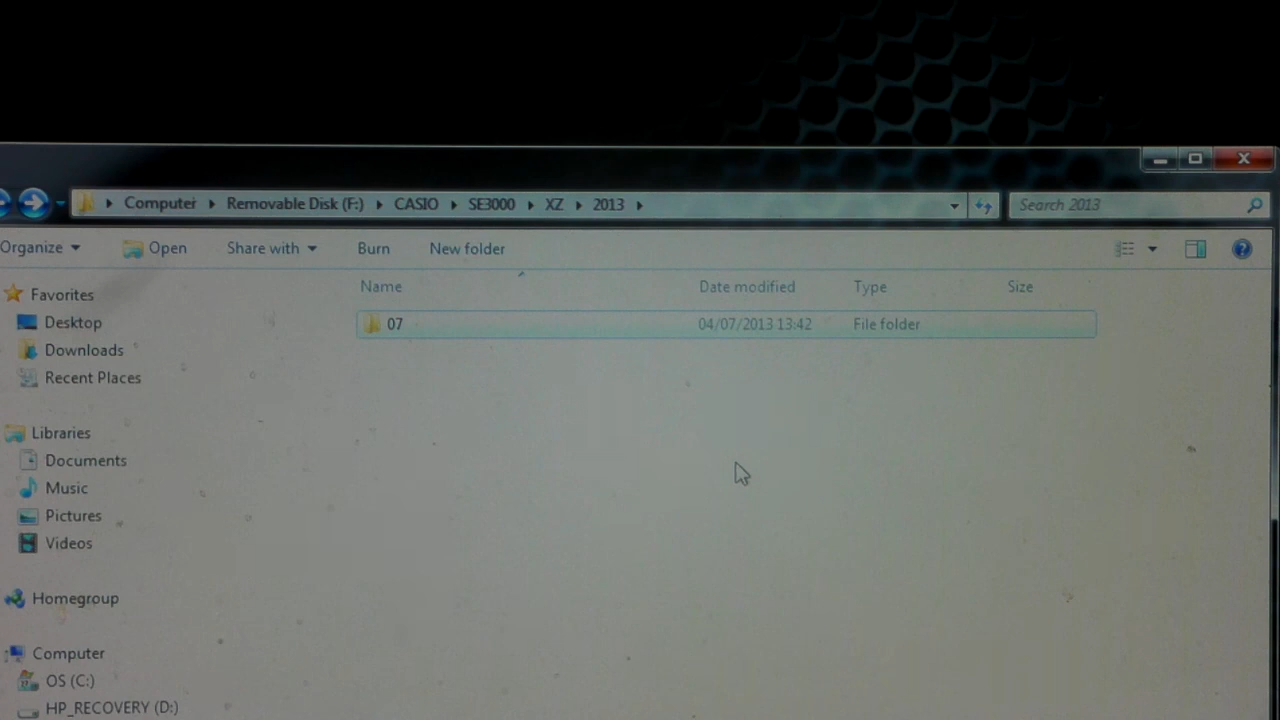 Computer Removable Disk (F:) CASIO SE3000 XZ 2013
Search 2013
Organize Open Share with Burn New folder
Name Date modified Type Size
07 04/07/2013 13:42 File folder
Favorites
Desktop
Downloads
Recent Places
Libraries
Documents
Music
Pictures
Videos
Homegroup
Computer
OS (C:)
HP_RECOVERY (D:)